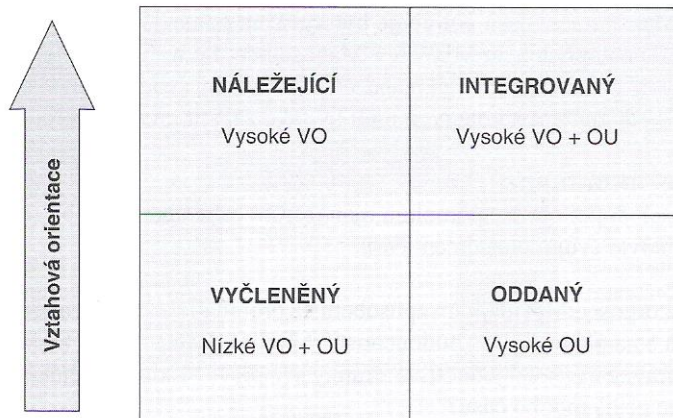 Vztahová orientace
NÁLEŽEJÍCÍ
Vysoké VO
INTEGROVANÝ
Vysoké VO + OU
VYČLENĚNÝ
Nízké VO + OU
ODDANÝ
Vysoké OU